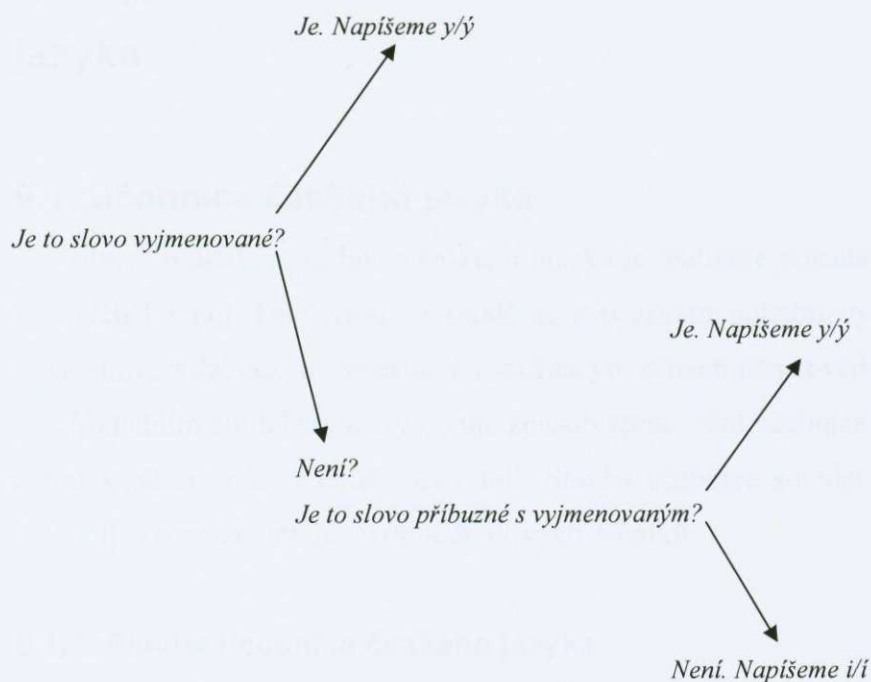 Je. Napíšeme y/ý
Je to slovo vyjmenované?
Je. Napíšeme y/ý
Není?
Je to slovo příbuzné s vyjmenovaným?
Není. Napíšeme i/í